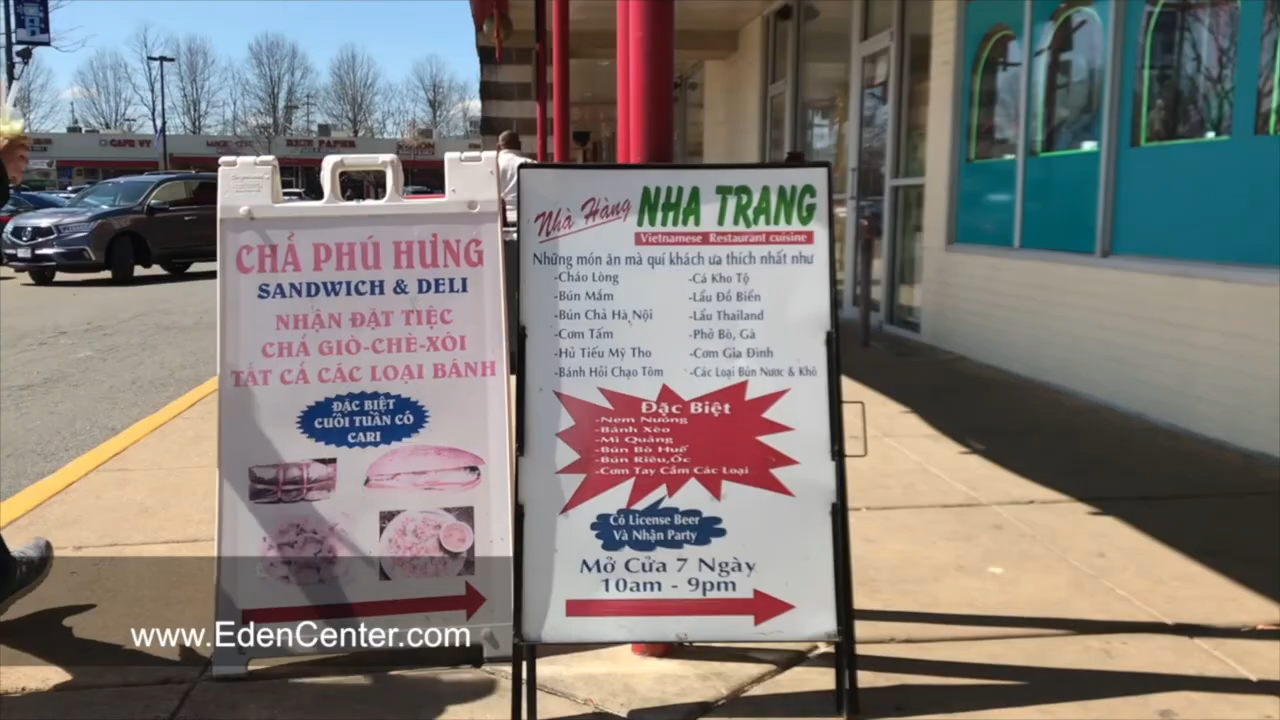 CAFE VY
RICE PAPER
CHẢ PHÚ HƯNG
SANDWICH & DELI
NHẬN ĐẶT TIỆC
CHẢ GIÒ-CHÈ-XÔI
TẤT CẢ CÁC LOẠI BÁNH
ĐẶC BIỆT
CUỐI TUẦN CÓ
CARI
Nhà Hàng NHA TRANG
Vietnamese Restaurant cuisine
Những món ăn mà quí khách ưa thích nhất như
-Cháo Lòng
-Bún Mắm
-Bún Chả Hà Nội
-Cơm Tấm
-Hủ Tiếu Mỹ Tho
-Bánh Hỏi Chạo Tôm
-Cá Kho Tộ
-Lẩu Đồ Biển
-Lẩu Thailand
-Phở Bò, Gà
-Cơm Gia Đình
-Các Loại Bún Nước & Khô
Đặc Biệt
-Nem Nướng
-Bánh Xèo
-Mì Quảng
-Bún Bò Huế
-Bún Riêu,Ốc
-Cơm Tay Cầm Các Loại
Có License Beer
Và Nhận Party
Mở Cửa 7 Ngày
10am - 9pm
www.EdenCenter.com